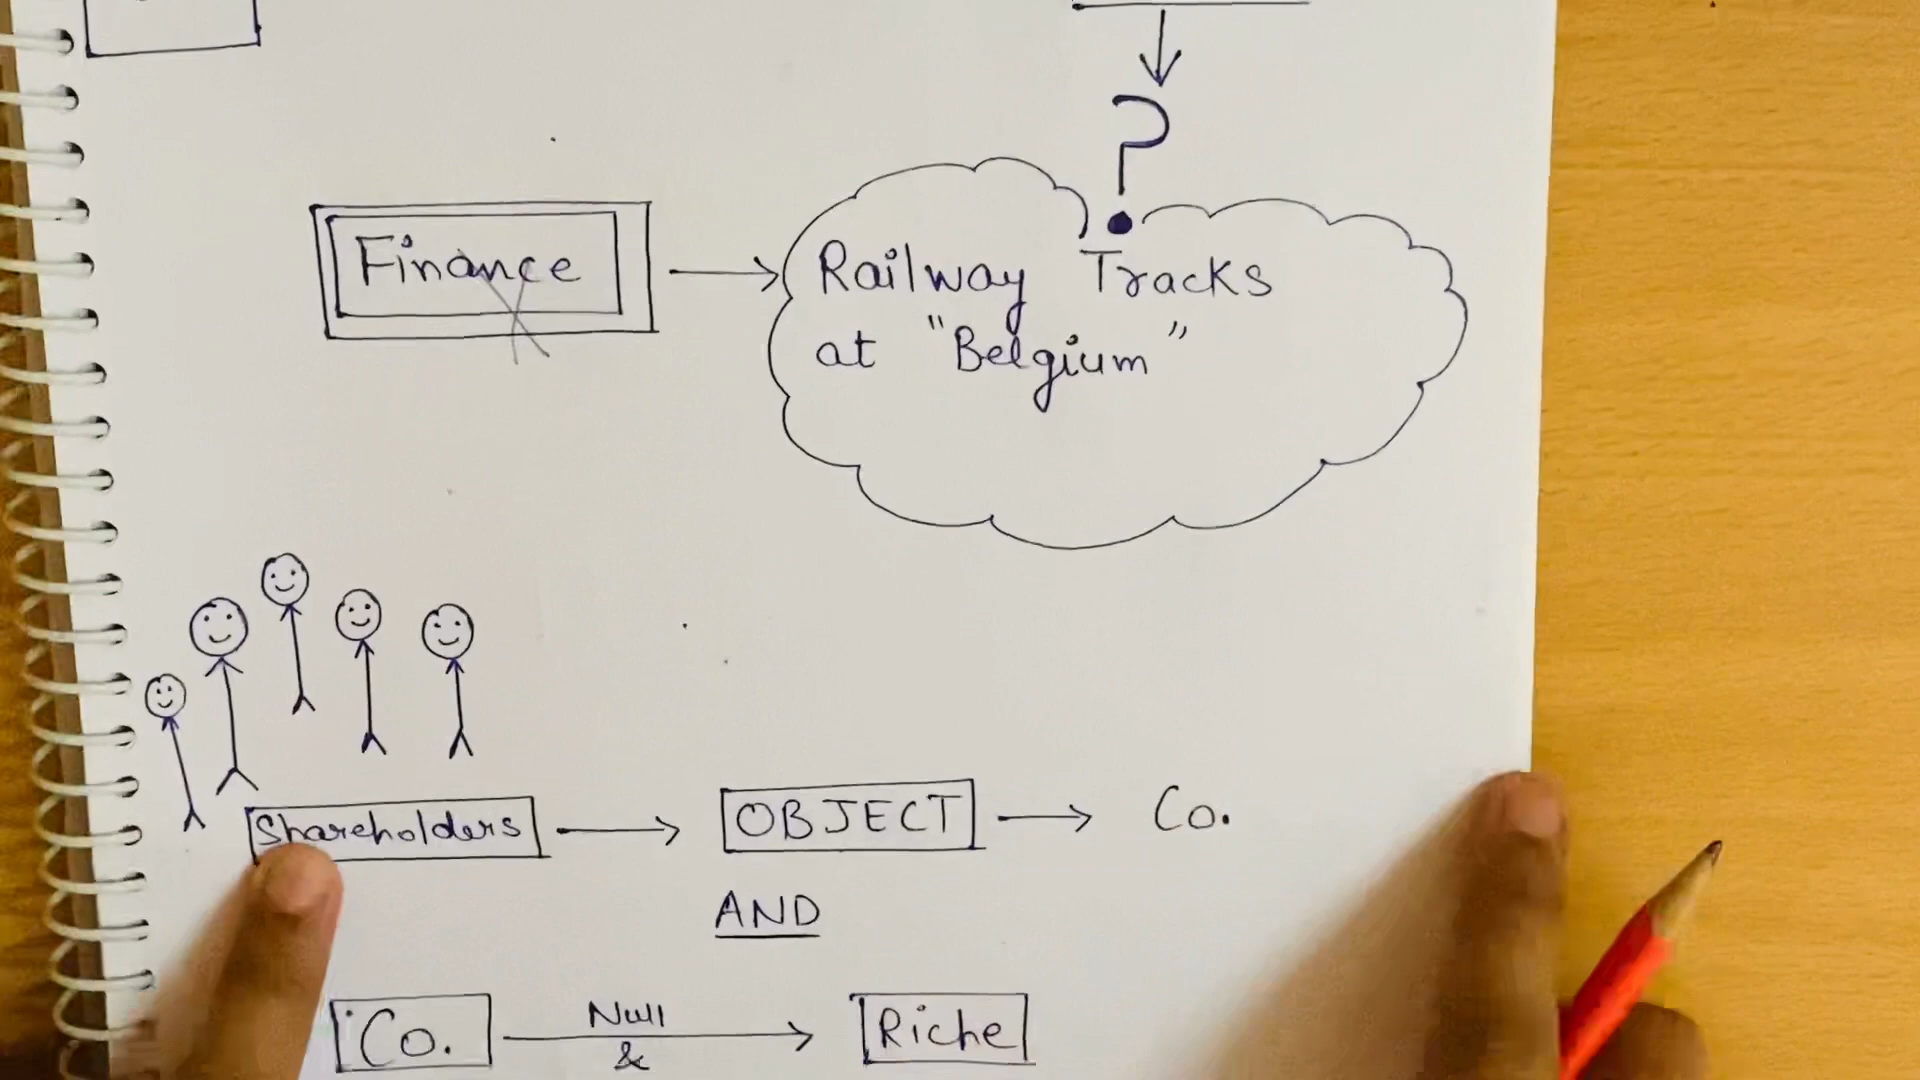 ?
Finance
Railway Tracks
at "Belgium"
Shareholders
OBJECT
Co.
AND
Co.
Null
&
Riche